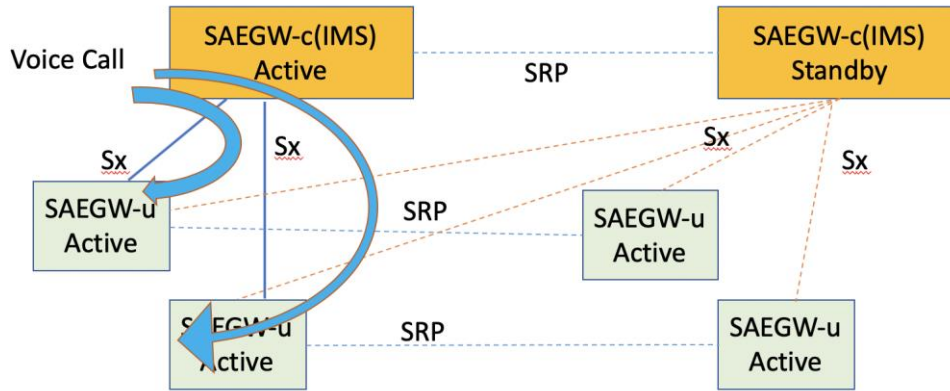 SAEGW-c(IMS)
Active
SAEGW-c(IMS)
Standby
Voice Call
SRP
Sx
Sx
Sx
Sx
SAEGW-u
Active
SRP
SAEGW-u
Active
SAEGW-u
Active
SRP
SAEGW-u
Active